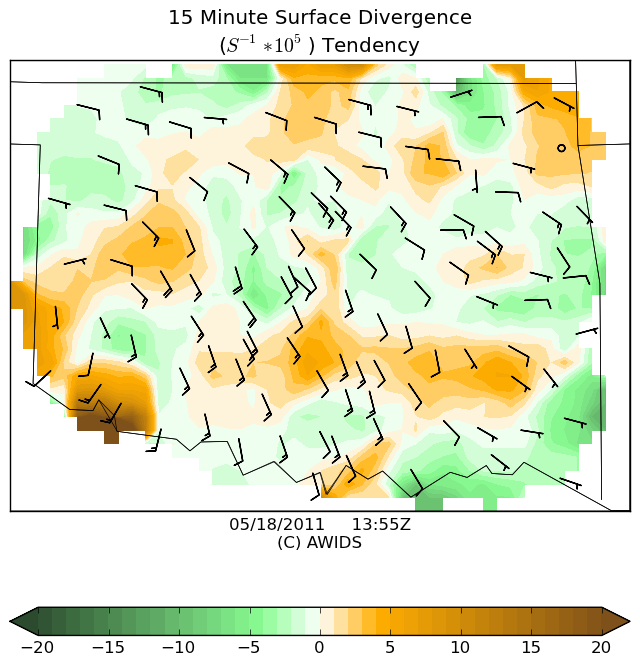 15 Minute Surface Divergence
(S⁻¹ *10⁵ ) Tendency
05/18/2011 13:55Z
(C) AWIDS
−20 −15 −10 −5 0 5 10 15 20